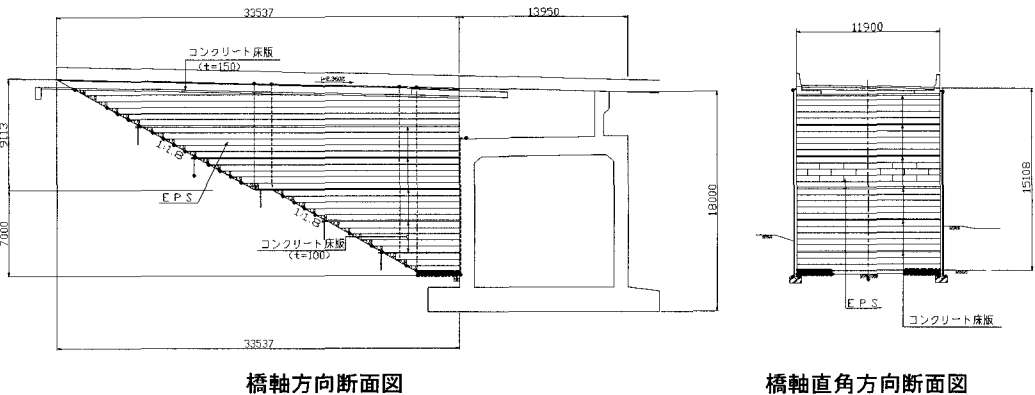 33537
13950
11900
コンクリート床版
(t=150)
9113
1:1.8
EPS
7000
1:1.8
コンクリート床版
(t=100)
18000
15108
EPS
コンクリート床版
33537
橋軸方向断面図
橋軸直角方向断面図